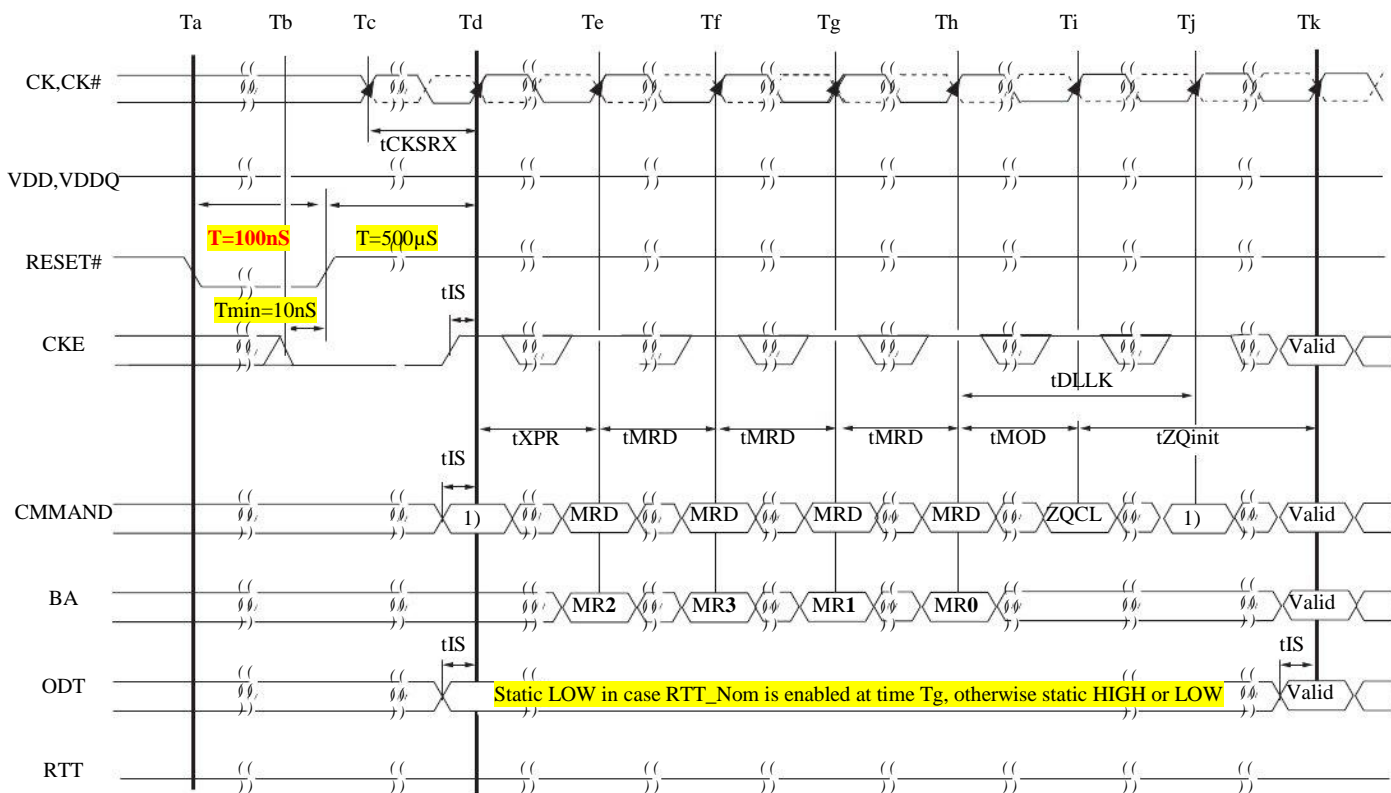 Ta Tb Tc Td Te Tf Tg Th Ti Tj Tk
CK,CK#
tCKSRX
VDD,VDDQ
T=100nS T=500µS
RESET#
Tmin=10nS tIS
CKE Valid
tDLLK
tXPR tMRD tMRD tMRD tMOD tZQinit
tIS
CMMAND 1) MRD MRD MRD MRD ZQCL 1) Valid
BA MR2 MR3 MR1 MR0 Valid
tIS tIS
ODT Static LOW in case RTT_Nom is enabled at time Tg, otherwise static HIGH or LOW Valid
RTT